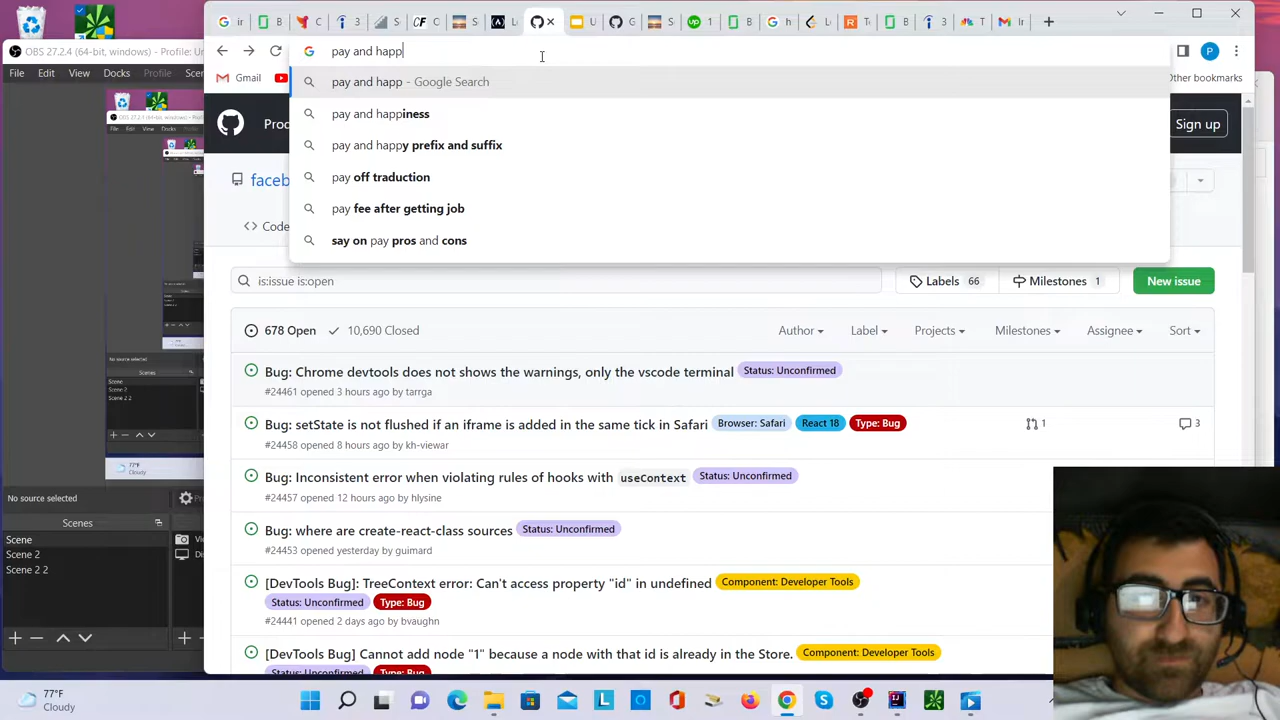 OBS 27.2.4 (64-bit, windows) - Profile: Un
File Edit View Docks Profile Scen
No source selected
Scenes
Scene
Scene 2
Scene 2 2
pay and happ
Gmail
Other bookmarks
pay and happ - Google Search
pay and happiness
pay and happy prefix and suffix
pay off traduction
pay fee after getting job
say on pay pros and cons
Sign up
Code
is:issue is:open
Labels 66
Milestones 1
New issue
678 Open
10,690 Closed
Author
Label
Projects
Milestones
Assignee
Sort
Bug: Chrome devtools does not shows the warnings, only the vscode terminal Status: Unconfirmed
#24461 opened 3 hours ago by tarrga
Bug: setState is not flushed if an iframe is added in the same tick in Safari Browser: Safari React 18 Type: Bug
1
3
#24458 opened 8 hours ago by kh-viewar
Bug: Inconsistent error when violating rules of hooks with useContext Status: Unconfirmed
#24457 opened 12 hours ago by hlysine
Bug: where are create-react-class sources Status: Unconfirmed
#24453 opened yesterday by guimard
[DevTools Bug]: TreeContext error: Can't access property "id" in undefined Component: Developer Tools
Status: Unconfirmed Type: Bug
#24441 opened 2 days ago by bvaughn
[DevTools Bug] Cannot add node "1" because a node with that id is already in the Store. Component: Developer Tools
Status: Unconfirmed Type: Bug
77°F
Cloudy